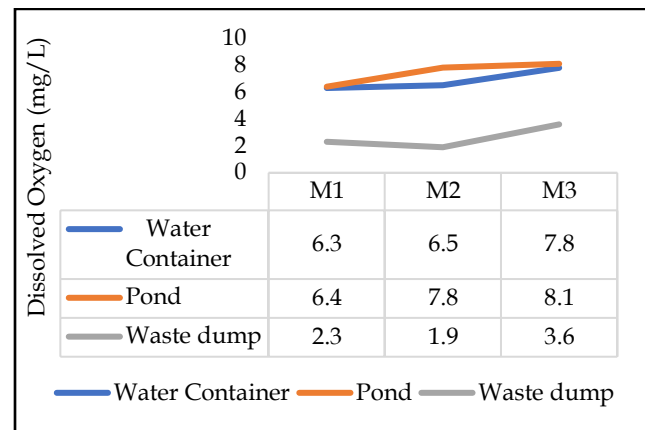 Dissolved Oxygen (mg/L)
10
8
6
4
2
0
M1 M2 M3
Water
Container 6.3 6.5 7.8
Pond 6.4 7.8 8.1
Waste dump 2.3 1.9 3.6
Water Container Pond Waste dump